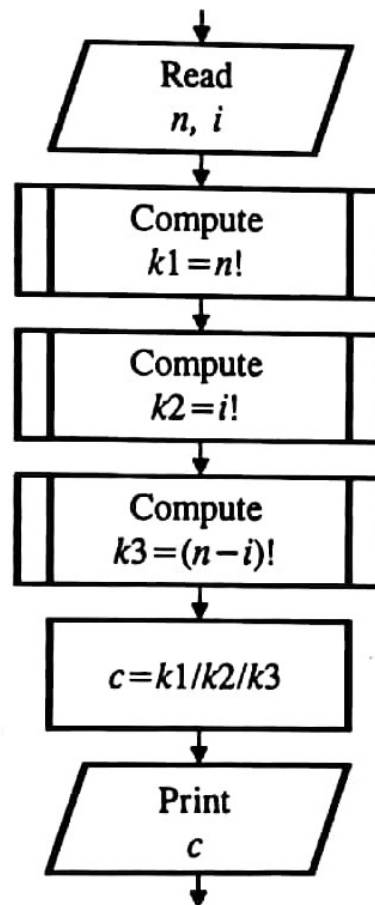 Read
n, i
Compute
k1=n!
Compute
k2=i!
Compute
k3=(n−i)!
c=k1/k2/k3
Print
c